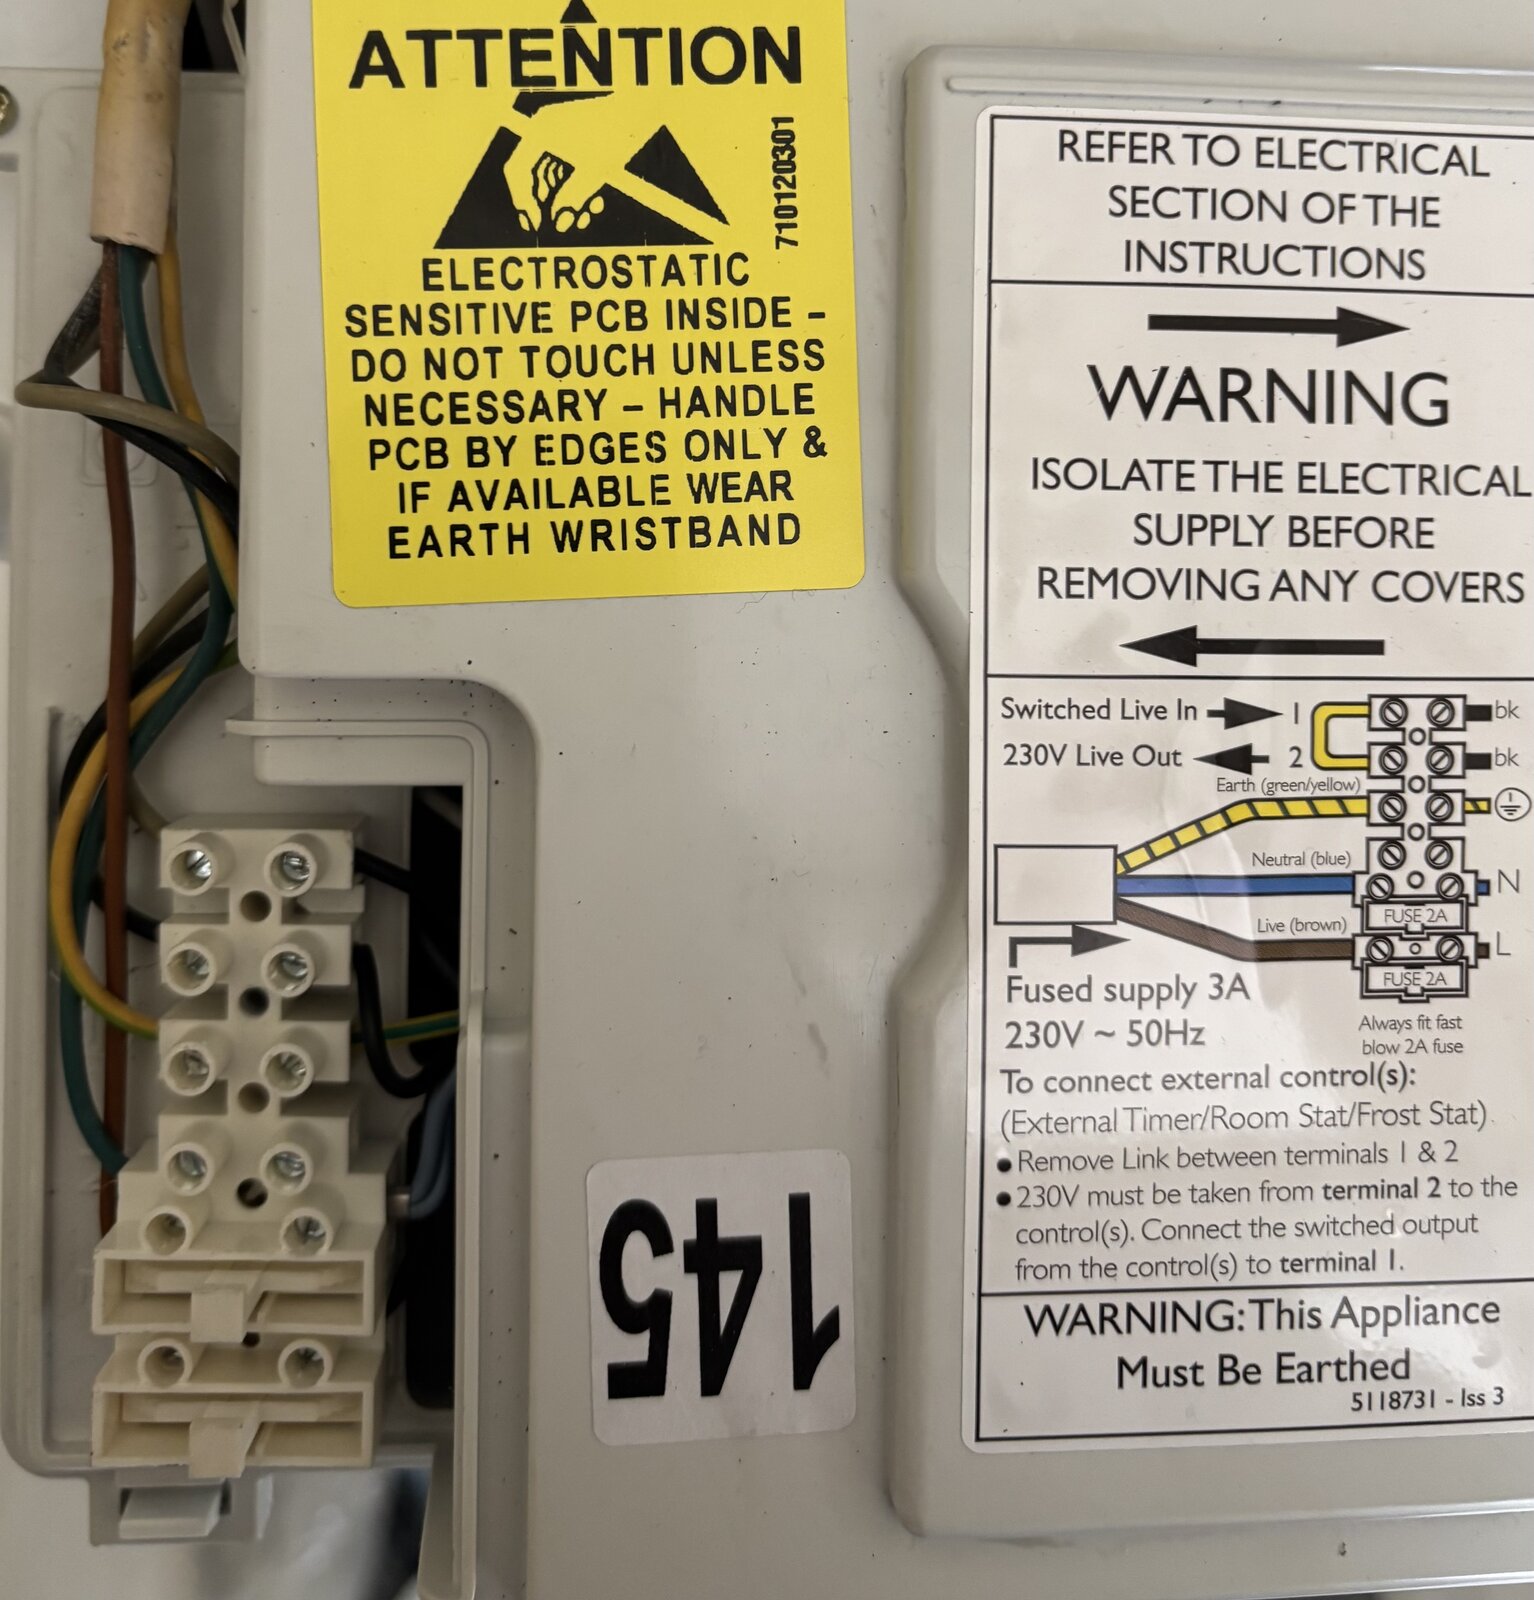 ATTENTION
710120301
ELECTROSTATIC
SENSITIVE PCB INSIDE –
DO NOT TOUCH UNLESS
NECESSARY – HANDLE
PCB BY EDGES ONLY &
IF AVAILABLE WEAR
EARTH WRISTBAND
145
REFER TO ELECTRICAL
SECTION OF THE
INSTRUCTIONS
WARNING
ISOLATE THE ELECTRICAL
SUPPLY BEFORE
REMOVING ANY COVERS
Switched Live In 1 bk
230V Live Out 2 bk
Earth (green/yellow)
Neutral (blue) N
FUSE 2A
Live (brown) L
FUSE 2A
Fused supply 3A
230V ~ 50Hz
Always fit fast
blow 2A fuse
To connect external control(s):
(External Timer/Room Stat/Frost Stat)
• Remove Link between terminals 1 & 2
• 230V must be taken from terminal 2 to the
control(s). Connect the switched output
from the control(s) to terminal 1.
WARNING: This Appliance
Must Be Earthed
5118731 - Iss 3